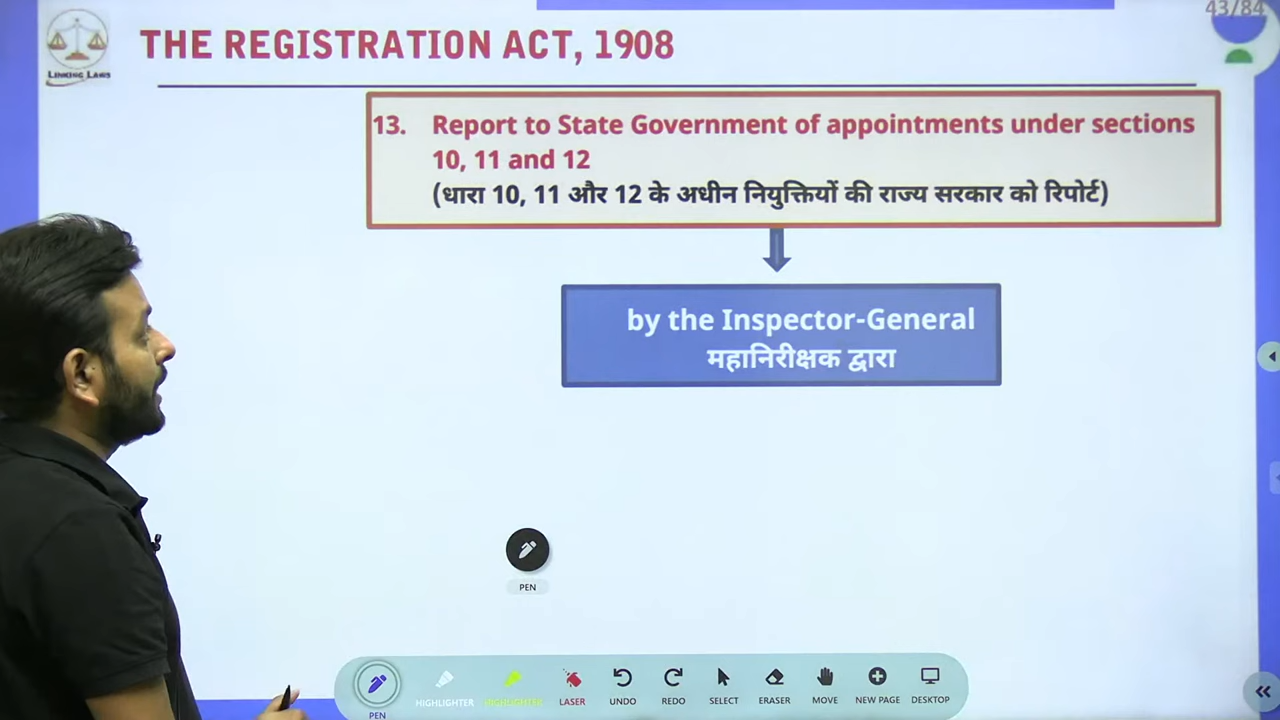 43/84
LINKING LAWS
THE REGISTRATION ACT, 1908
13. Report to State Government of appointments under sections
10, 11 and 12
(धारा 10, 11 और 12 के अधीन नियुक्तियों की राज्य सरकार को रिपोर्ट)
by the Inspector-General
महानिरीक्षक द्वारा
PEN
PEN
HIGHLIGHTER
HIGHLIGHTER
LASER
UNDO
REDO
SELECT
ERASER
MOVE
NEW PAGE
DESKTOP